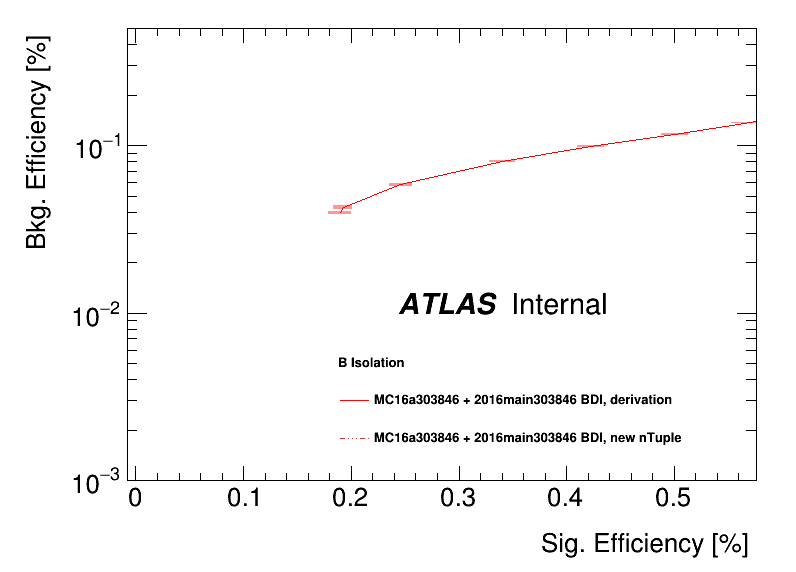 Bkg. Efficiency [%]
10−1
10−2
10−3
ATLAS Internal
B Isolation
MC16a303846 + 2016main303846 BDI, derivation
MC16a303846 + 2016main303846 BDI, new nTuple
0 0.1 0.2 0.3 0.4 0.5
Sig. Efficiency [%]